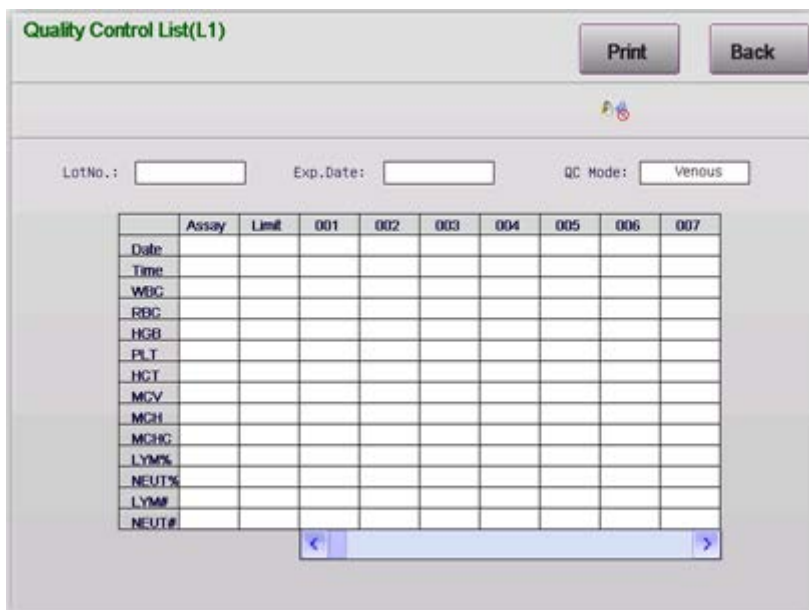 Quality Control List(L1)
Print Back
LotNo.: Exp.Date: QC Mode: Venous
Assay Limit 001 002 003 004 005 006 007
Date
Time
WBC
RBC
HGB
PLT
HCT
MCV
MCH
MCHC
LYM%
NEUT%
LYM#
NEUT#